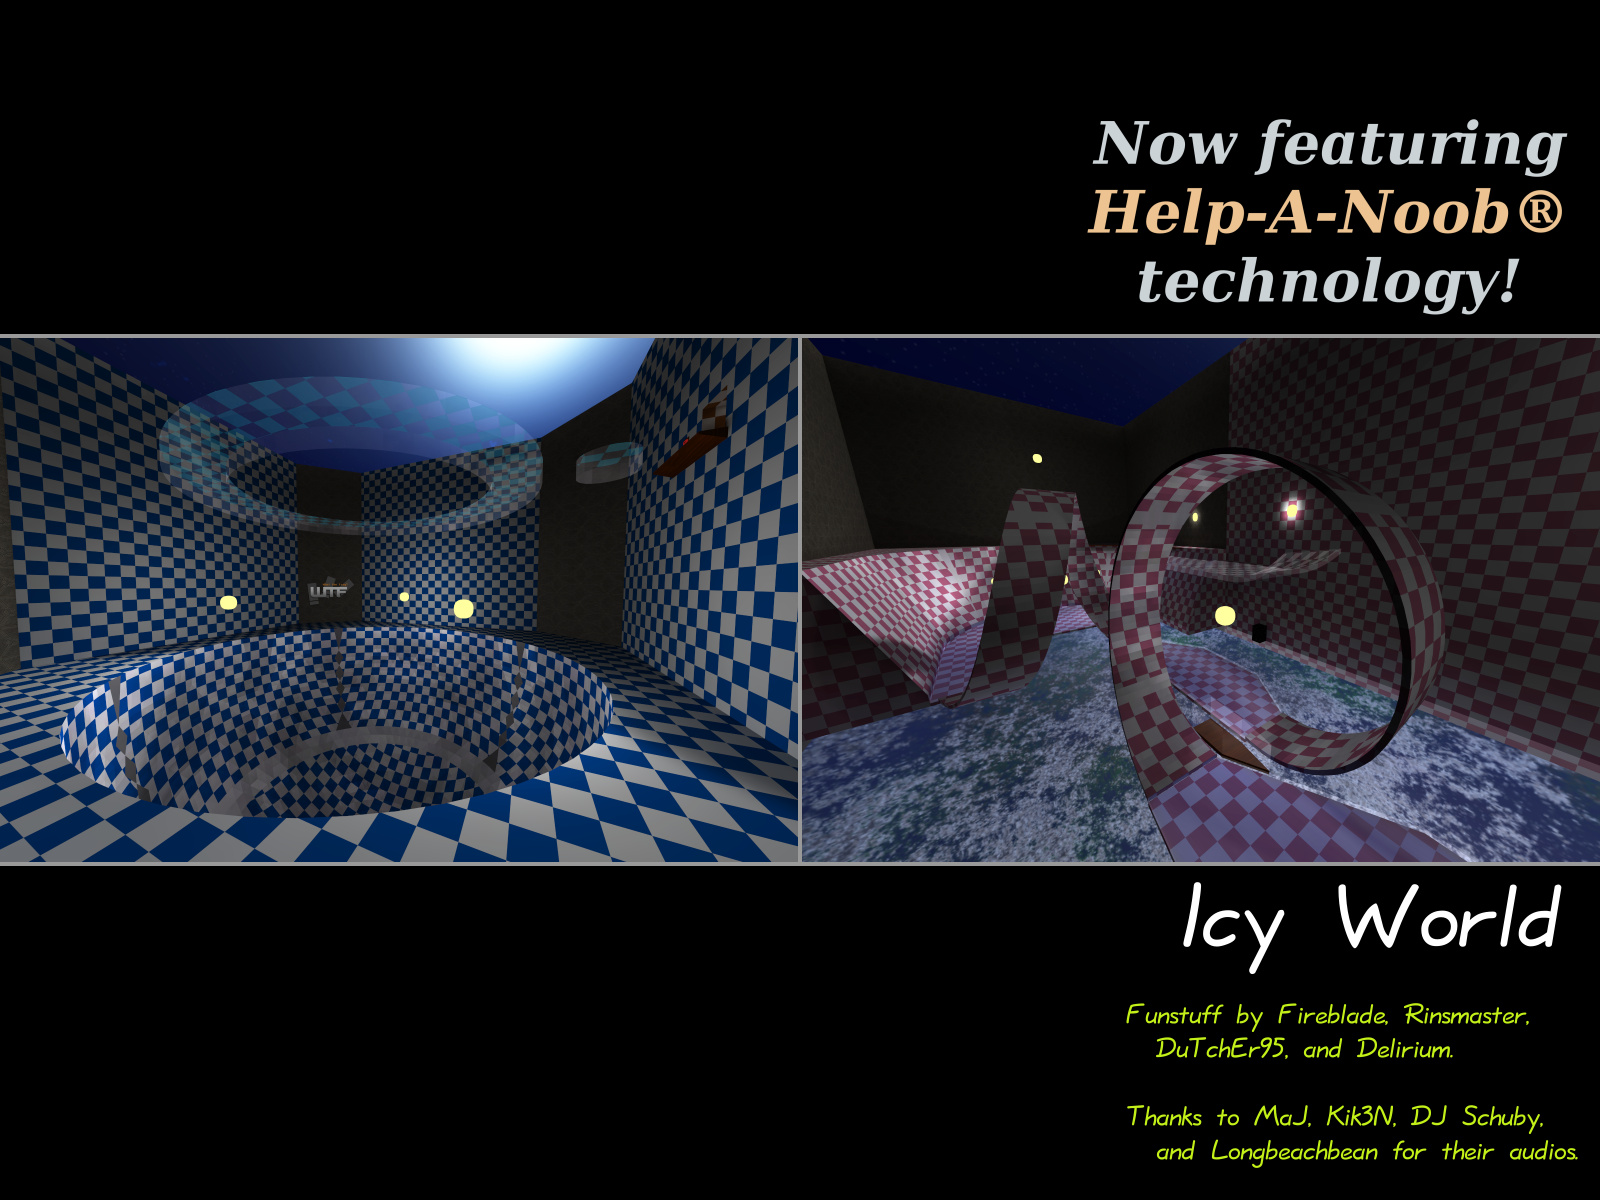 Now featuring
Help-A-Noob®
technology!
WTF
Icy World
Funstuff by Fireblade, Rinsmaster,
DuTchEr95, and Delirium.
Thanks to MaJ, Kik3N, DJ Schuby,
and Longbeachbean for their audios.